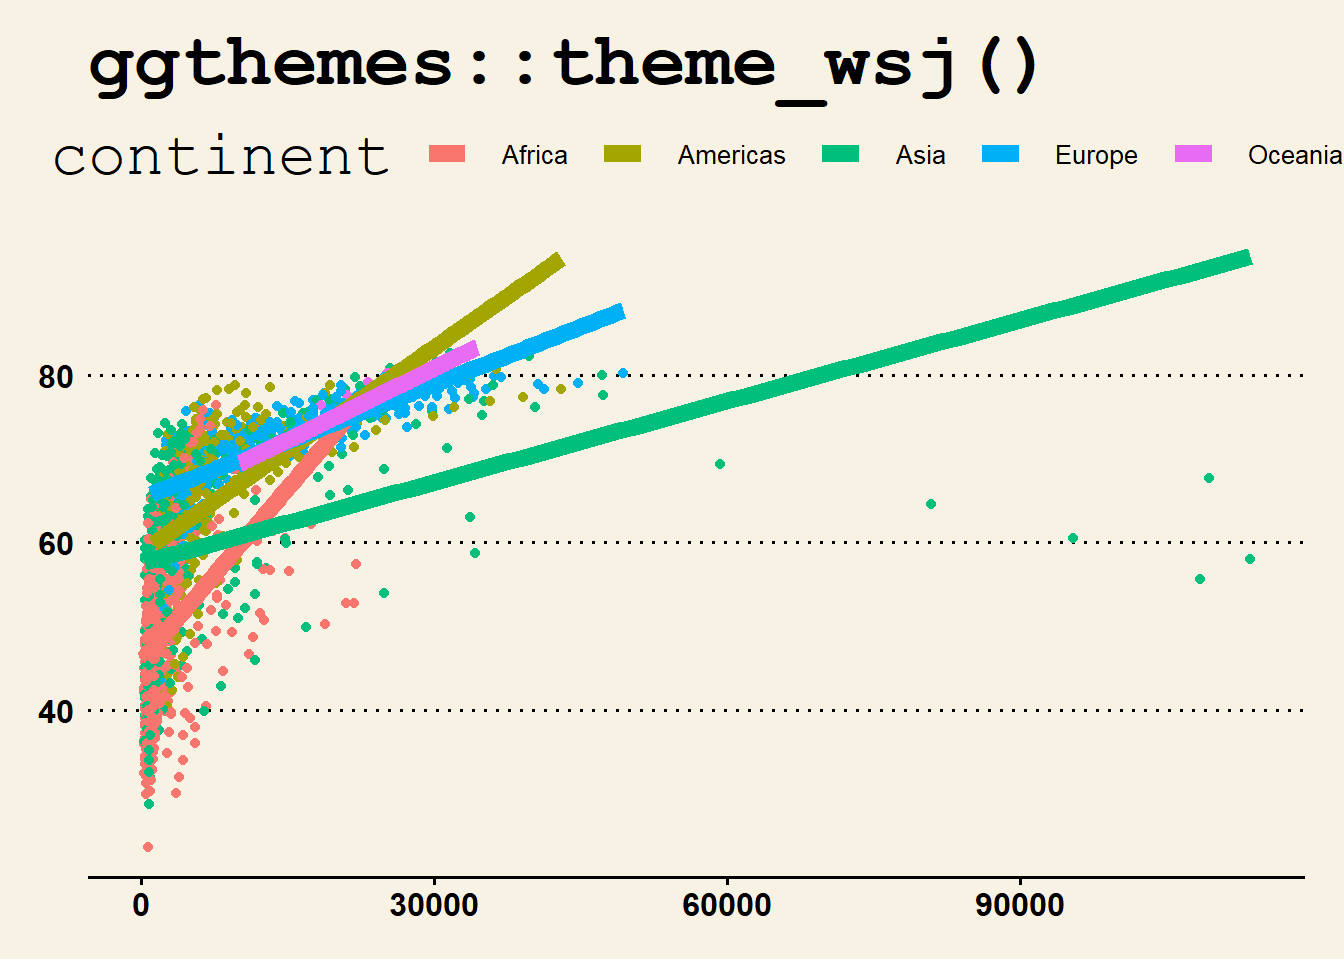 ggthemes::theme_wsj()
continent Africa Americas Asia Europe Oceania
80
60
40
0 30000 60000 90000